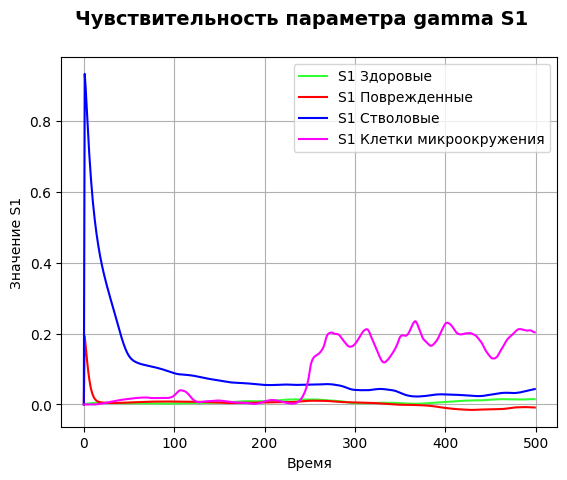 Чувствительность параметра gamma S1
S1 Здоровые
S1 Поврежденные
S1 Стволовые
S1 Клетки микроокружения
Значение S1
0.8
0.6
0.4
0.2
0.0
0 100 200 300 400 500
Время